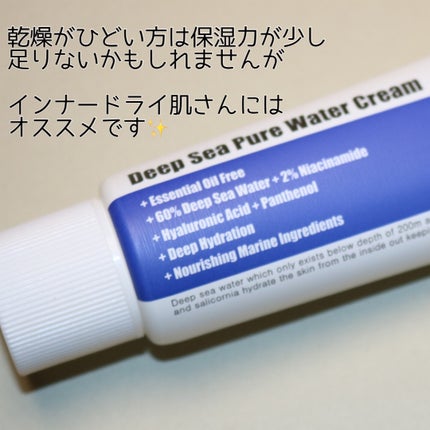 乾燥がひどい方は保湿力が少し
足りないかもしれませんが
インナードライ肌さんには
オススメです✨
Deep Sea Pure Water Cream
+ Essential Oil Free
+ 60% Deep Sea Water + 2% Niacinamide
+ Hyaluronic Acid + Panthenol
+ Deep Hydration
+ Nourishing Marine Ingredients
Deep sea water which only exists below depth of 200m a
and salicornia hydrate the skin from the inside out keepi